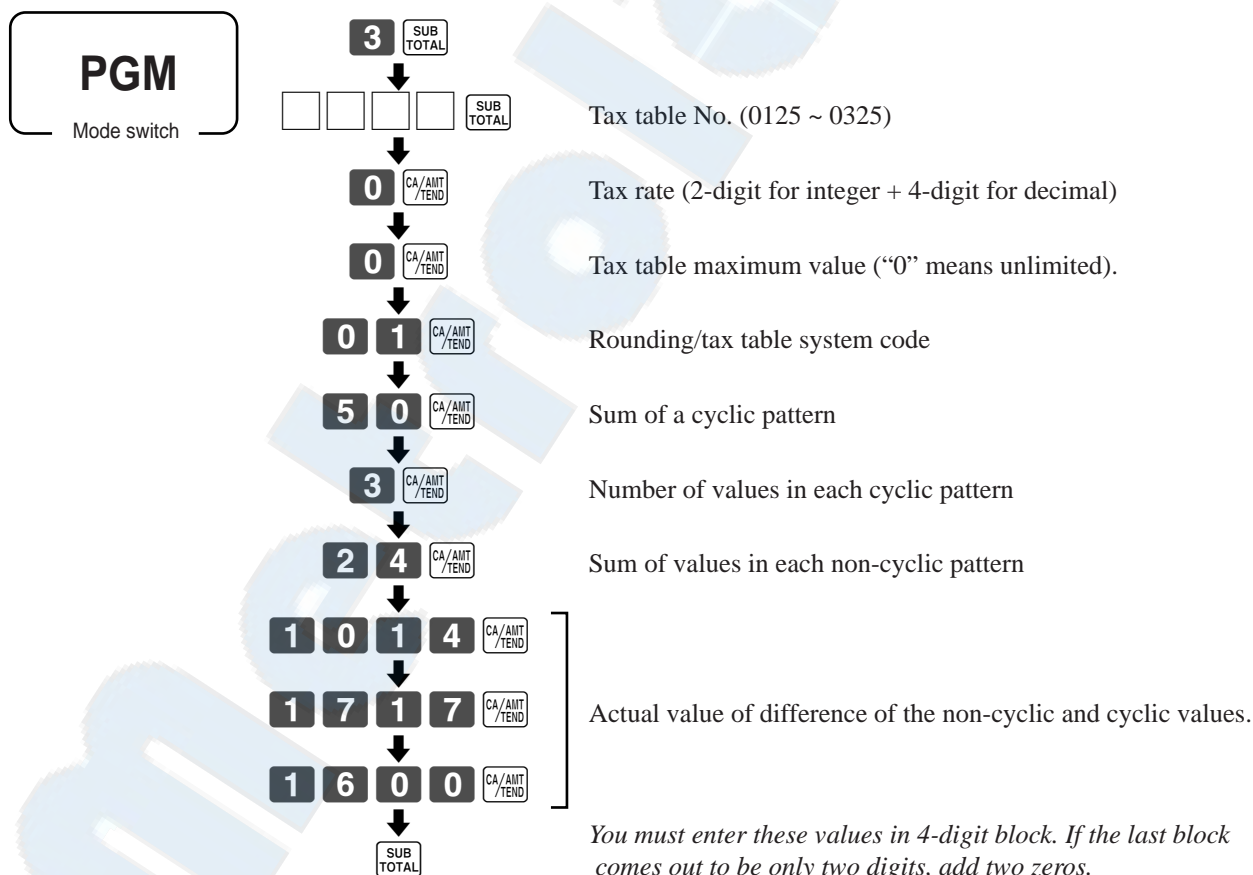 PGM
Mode switch
3 SUB TOTAL
SUB TOTAL Tax table No. (0125 ~ 0325)
0 CA/AMT /TEND Tax rate (2-digit for integer + 4-digit for decimal)
0 CA/AMT /TEND Tax table maximum value (“0” means unlimited).
0 1 CA/AMT /TEND Rounding/tax table system code
5 0 CA/AMT /TEND Sum of a cyclic pattern
3 CA/AMT /TEND Number of values in each cyclic pattern
2 4 CA/AMT /TEND Sum of values in each non-cyclic pattern
1 0 1 4 CA/AMT /TEND
1 7 1 7 CA/AMT /TEND Actual value of difference of the non-cyclic and cyclic values.
1 6 0 0 CA/AMT /TEND
SUB TOTAL
You must enter these values in 4-digit block. If the last block
comes out to be only two digits, add two zeros.